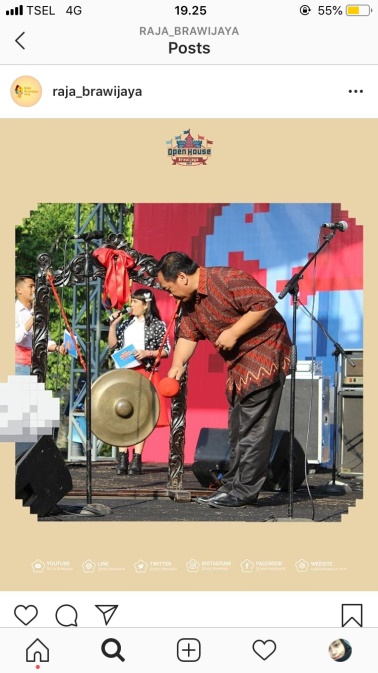 TSEL 4G 19.25 55%
RAJA_BRAWIJAYA
Posts
raja_brawijaya
OPEN HOUSE
YOUTUBE
LINE
TWITTER
INSTAGRAM
FACEBOOK
WEBSITE